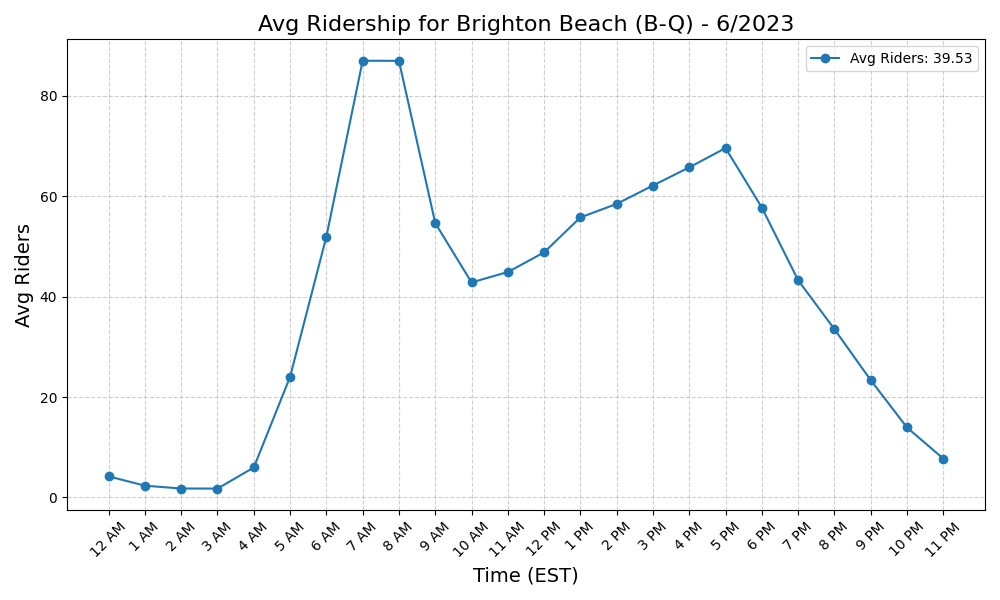 Avg Ridership for Brighton Beach (B-Q) - 6/2023
Avg Riders: 39.53
Avg Riders
80
60
40
20
0
12 AM
1 AM
2 AM
3 AM
4 AM
5 AM
6 AM
7 AM
8 AM
9 AM
10 AM
11 AM
12 PM
1 PM
2 PM
3 PM
4 PM
5 PM
6 PM
7 PM
8 PM
9 PM
10 PM
11 PM
Time (EST)